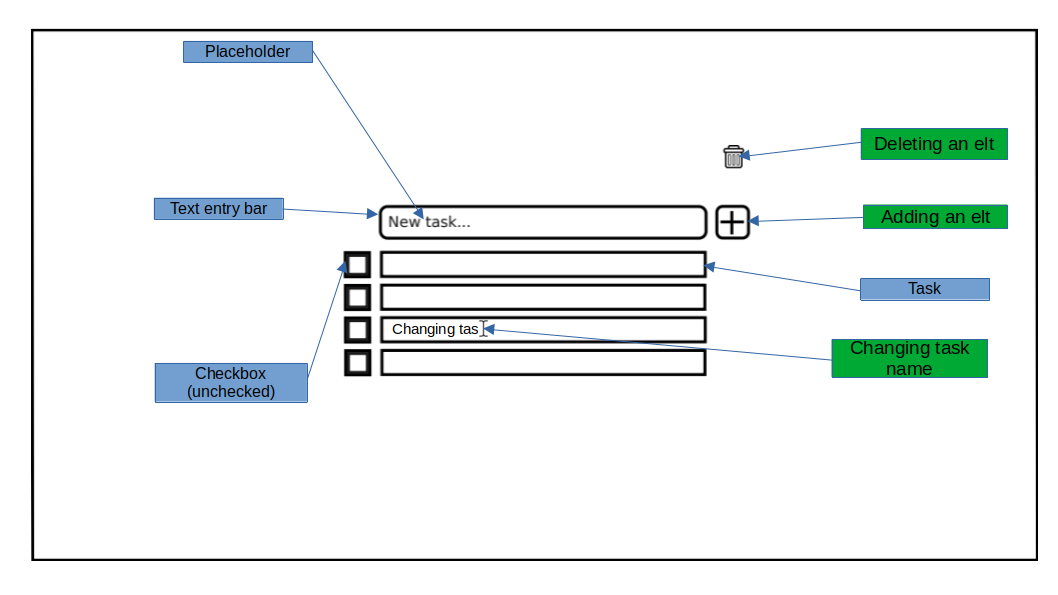 Placeholder
Deleting an elt
Text entry bar
New task...
Adding an elt
Task
Changing tas
Changing task
name
Checkbox
(unchecked)